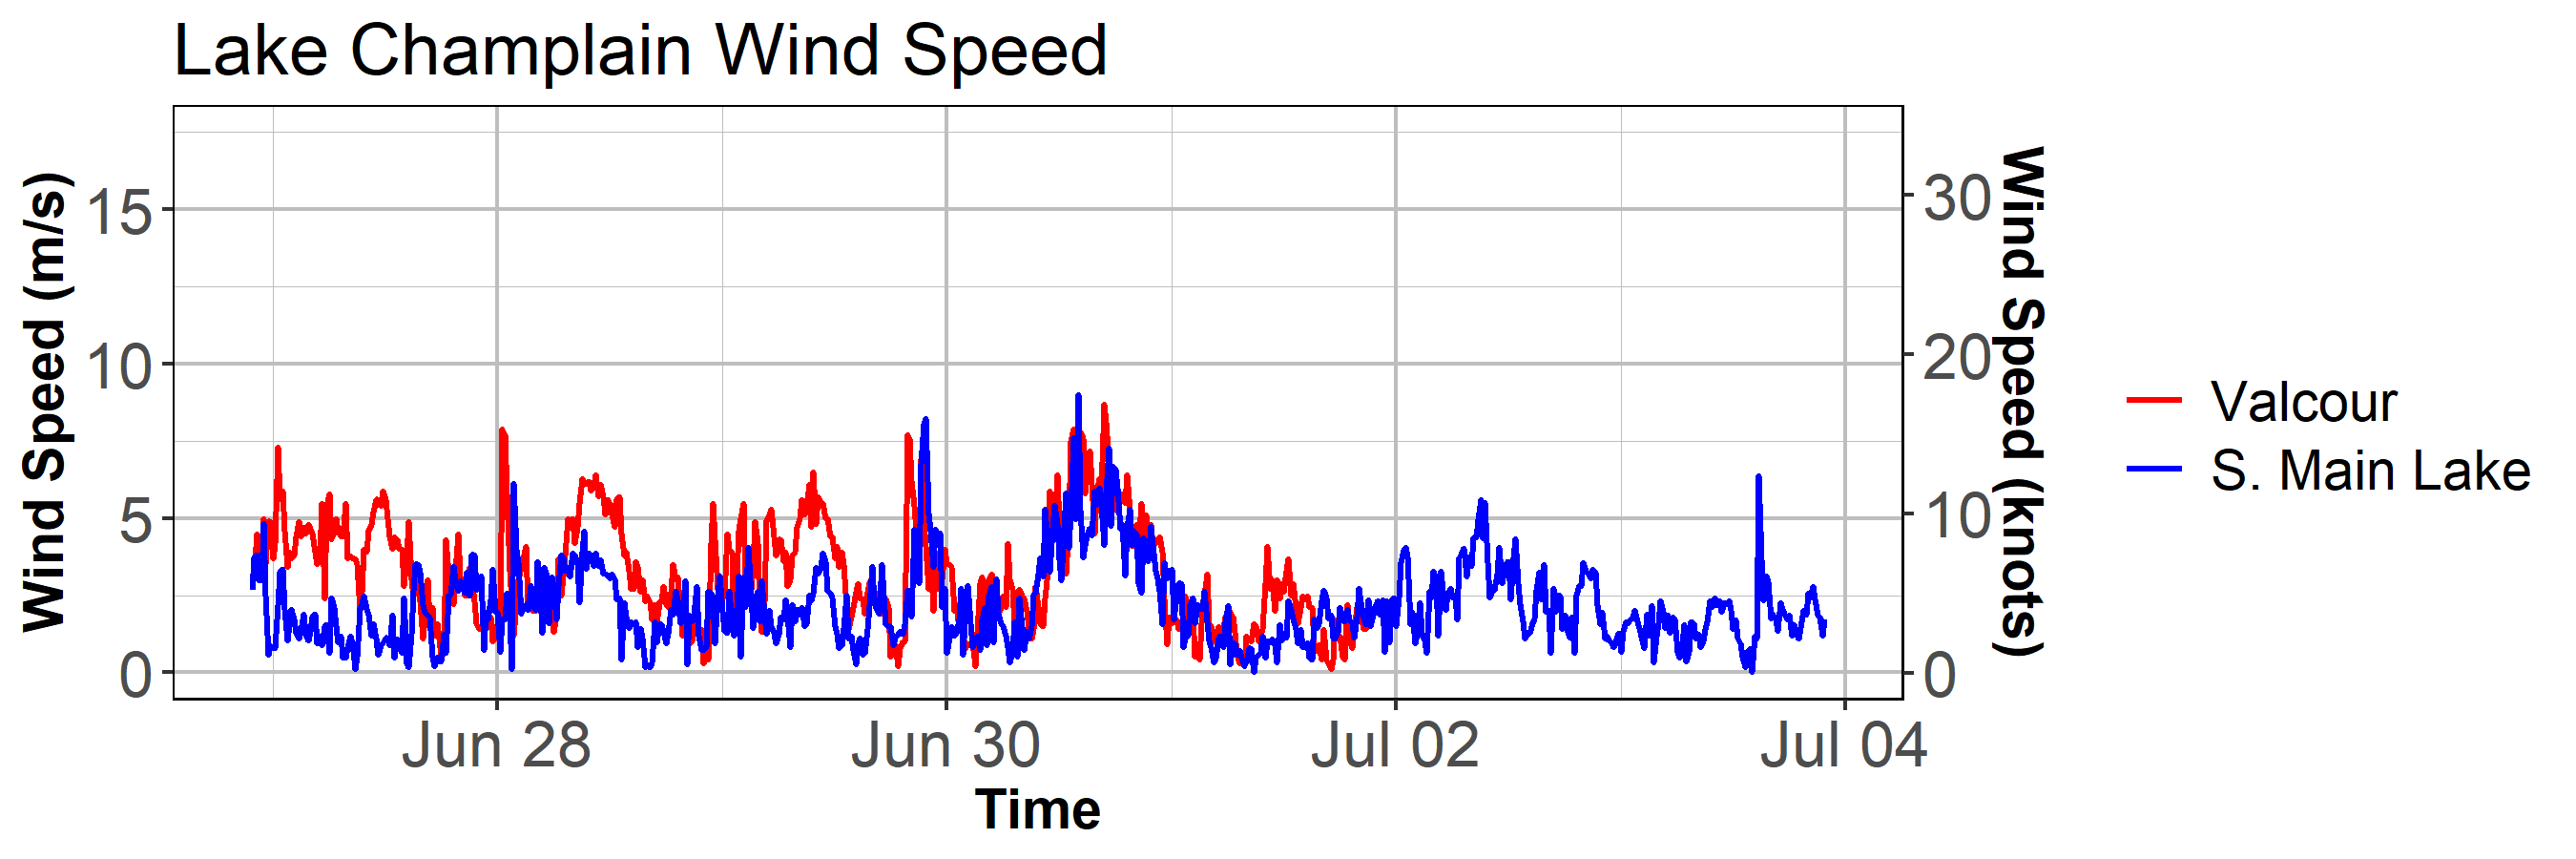 Lake Champlain Wind Speed
Wind Speed (m/s)
15
10
5
0
30
20
10
0
Wind Speed (knots)
Jun 28
Jun 30
Jul 02
Jul 04
Time
Valcour
S. Main Lake